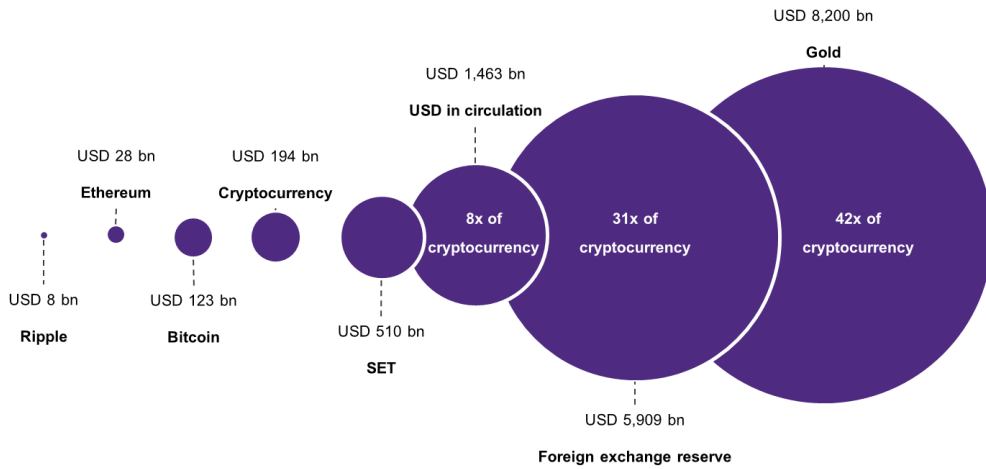 USD 8 bn
Ripple
USD 28 bn
Ethereum
USD 123 bn
Bitcoin
USD 194 bn
Cryptocurrency
USD 510 bn
SET
USD 1,463 bn
USD in circulation
8x of
cryptocurrency
31x of
cryptocurrency
USD 5,909 bn
Foreign exchange reserve
USD 8,200 bn
Gold
42x of
cryptocurrency